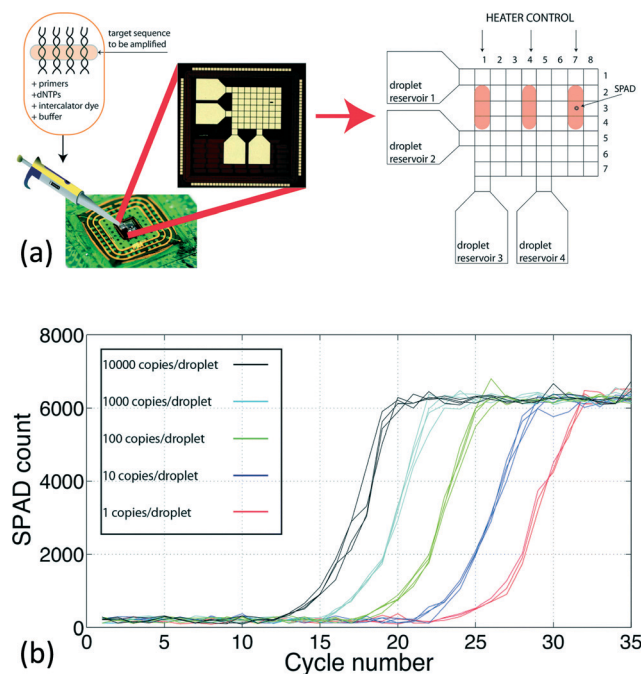 target sequence
to be amplified
+ primers
+dNTPs
+ intercalator dye
+ buffer
(a)
HEATER CONTROL
1 2 3 4 5 6 7 8
SPAD
1
2
3
4
5
6
7
droplet
reservoir 1
droplet
reservoir 2
droplet
reservoir 3
droplet
reservoir 4
8000
6000
4000
2000
0
SPAD count
10000 copies/droplet
1000 copies/droplet
100 copies/droplet
10 copies/droplet
1 copies/droplet
0 5 10 15 20 25 30 35
Cycle number
(b)